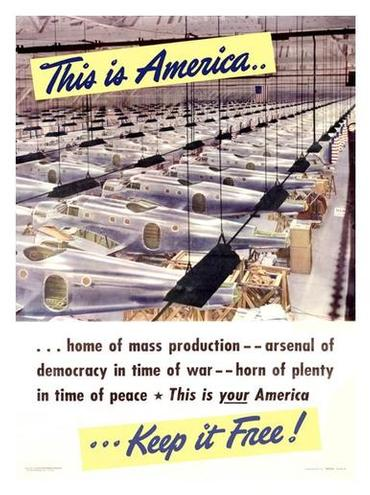 This is America..
... home of mass production -- arsenal of
democracy in time of war -- horn of plenty
in time of peace ★ This is your America
... Keep it Free!